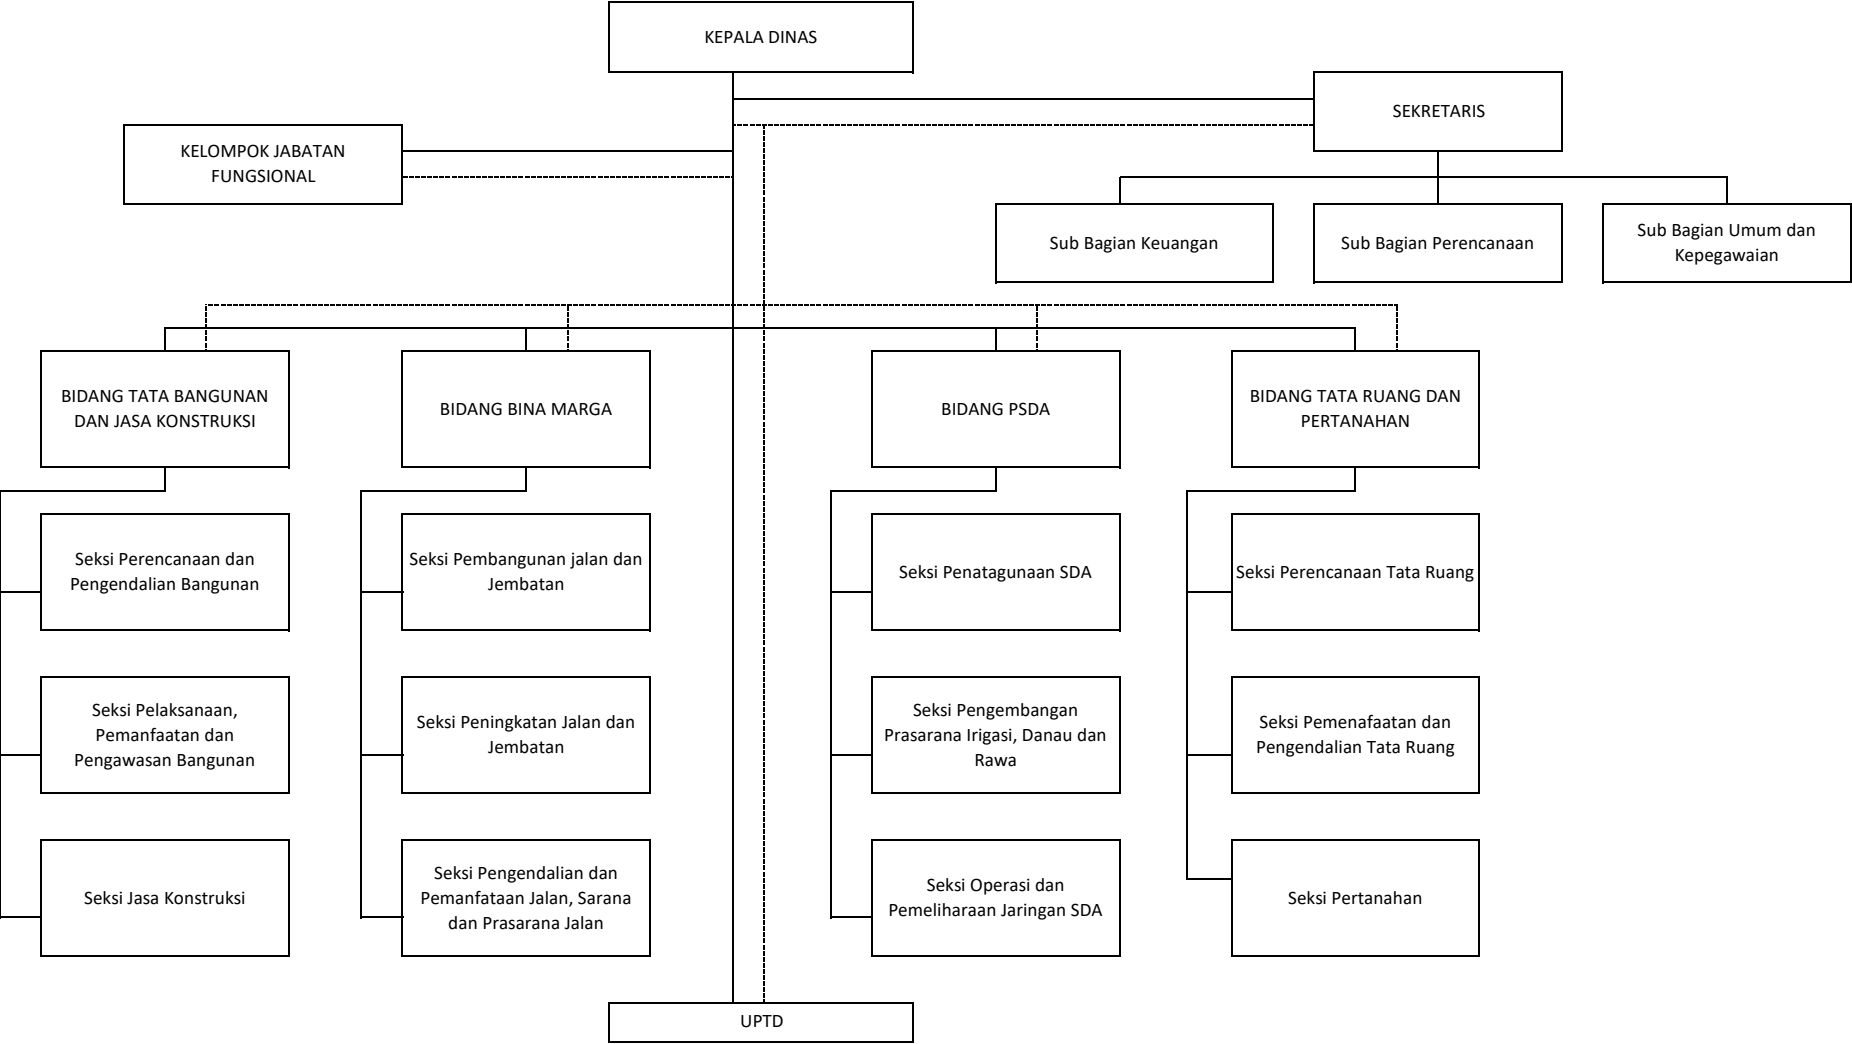 KEPALA DINAS
SEKRETARIS
KELOMPOK JABATAN
FUNGSIONAL
Sub Bagian Keuangan
Sub Bagian Perencanaan
Sub Bagian Umum dan
Kepegawaian
BIDANG TATA BANGUNAN
DAN JASA KONSTRUKSI
BIDANG BINA MARGA
BIDANG PSDA
BIDANG TATA RUANG DAN
PERTANAHAN
Seksi Perencanaan dan
Pengendalian Bangunan
Seksi Pembangunan jalan dan
Jembatan
Seksi Penatagunaan SDA
Seksi Perencanaan Tata Ruang
Seksi Pelaksanaan,
Pemanfaatan dan
Pengawasan Bangunan
Seksi Peningkatan Jalan dan
Jembatan
Seksi Pengembangan
Prasarana Irigasi, Danau dan
Rawa
Seksi Pemenafaatan dan
Pengendalian Tata Ruang
Seksi Jasa Konstruksi
Seksi Pengendalian dan
Pemanfataan Jalan, Sarana
dan Prasarana Jalan
Seksi Operasi dan
Pemeliharaan Jaringan SDA
Seksi Pertanahan
UPTD